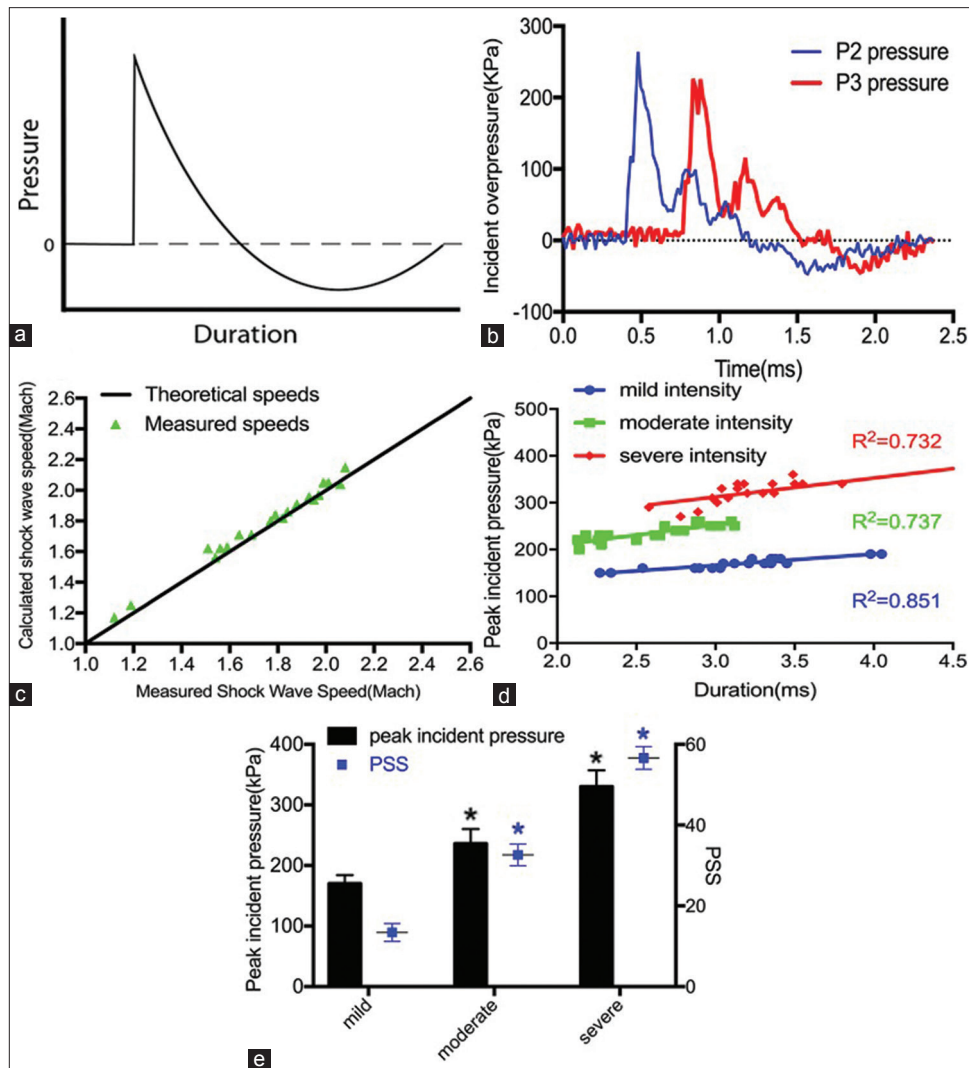 Pressure
0
Duration
a
Incident overpressure(KPa)
300
200
100
0
-100
P2 pressure
P3 pressure
0.0 0.5 1.0 1.5 2.0 2.5
Time(ms)
b
Calculated shock wave speed(Mach)
2.6
2.4
2.2
2.0
1.8
1.6
1.4
1.2
1.0
Theoretical speeds
Measured speeds
1.0 1.2 1.4 1.6 1.8 2.0 2.2 2.4 2.6
Measured Shock Wave Speed(Mach)
c
mild intensity
moderate intensity
severe intensity
Peak incident pressure(kPa)
500
400
300
200
100
0
R²=0.732
R²=0.737
R²=0.851
2.0 2.5 3.0 3.5 4.0 4.5
Duration(ms)
d
Peak incident pressure(kPa)
400
300
200
100
0
peak incident pressure
PSS
* * * *
60
40
20
0
PSS
mild moderate severe
e